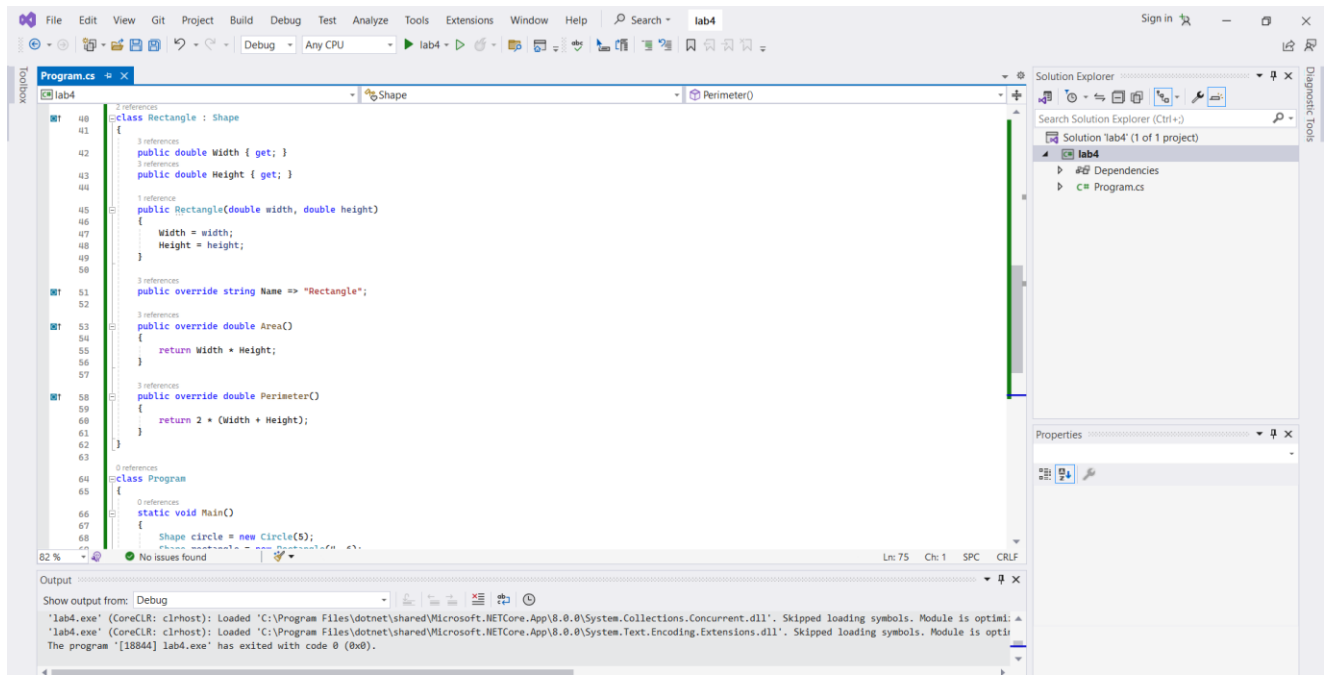 File Edit View Git Project Build Debug Test Analyze Tools Extensions Window Help Search lab4 Sign in
Debug Any CPU lab4
Toolbox
Program.cs
lab4 Shape Perimeter()
2 references
40 class Rectangle : Shape
41 {
3 references
42 public double Width { get; }
3 references
43 public double Height { get; }
44
1 reference
45 public Rectangle(double width, double height)
46 {
47 Width = width;
48 Height = height;
49 }
50
3 references
51 public override string Name => "Rectangle";
52
3 references
53 public override double Area()
54 {
55 return Width * Height;
56 }
57
3 references
58 public override double Perimeter()
59 {
60 return 2 * (Width + Height);
61 }
62 }
63
0 references
64 class Program
65 {
0 references
66 static void Main()
67 {
68 Shape circle = new Circle(5);
82 % No issues found Ln: 75 Ch: 1 SPC CRLF
Output
Show output from: Debug
'lab4.exe' (CoreCLR: clrhost): Loaded 'C:\Program Files\dotnet\shared\Microsoft.NETCore.App\8.0.0\System.Collections.Concurrent.dll'. Skipped loading symbols. Module is optimi
'lab4.exe' (CoreCLR: clrhost): Loaded 'C:\Program Files\dotnet\shared\Microsoft.NETCore.App\8.0.0\System.Text.Encoding.Extensions.dll'. Skipped loading symbols. Module is opti
The program '[18844] lab4.exe' has exited with code 0 (0x0).
Solution Explorer
Search Solution Explorer (Ctrl+;)
Solution 'lab4' (1 of 1 project)
lab4
Dependencies
C# Program.cs
Properties
Diagnostic Tools